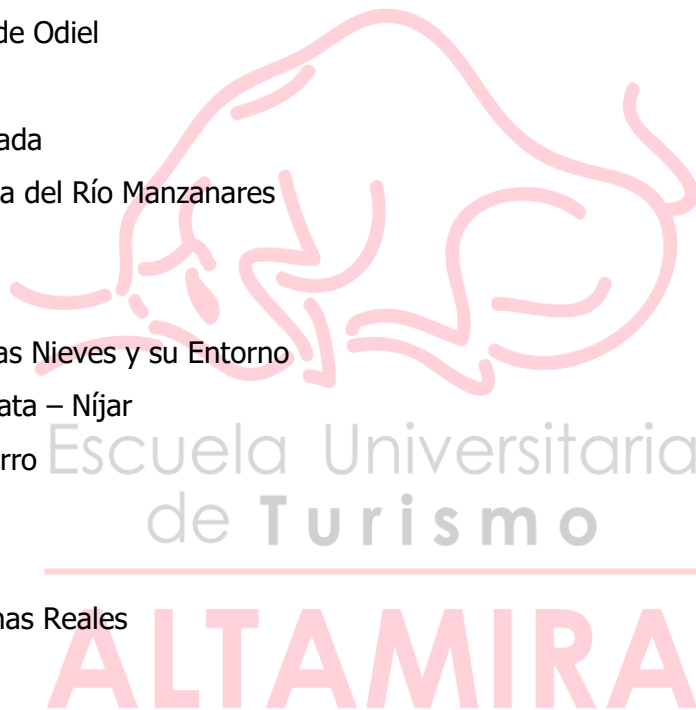 de Odiel
ada
a del Río Manzanares
as Nieves y su Entorno
ata – Níjar
rro
Escuela Universitaria
de Turismo
nas Reales
ALTAMIRA